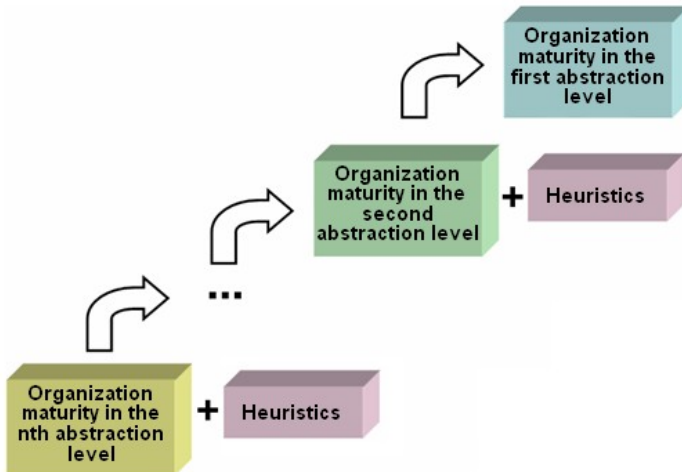 Organization
maturity in the
first abstraction
level
Organization
maturity in the
second
abstraction level
+
Heuristics
...
Organization
maturity in the
nth abstraction
level
+
Heuristics